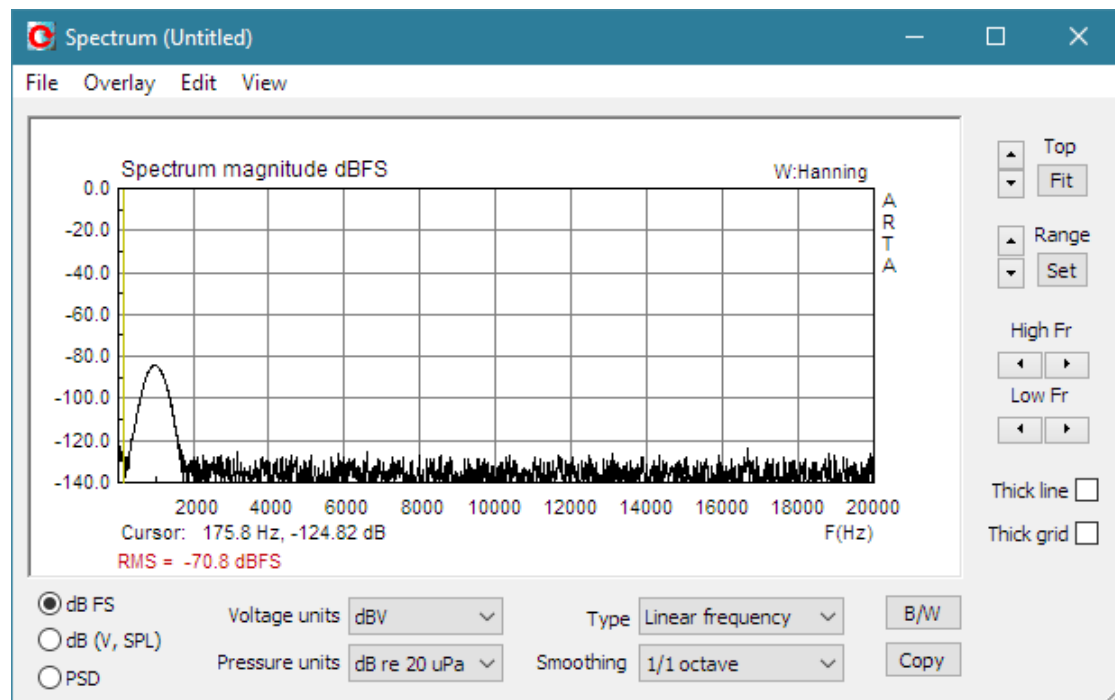 Spectrum (Untitled)
File Overlay Edit View
Spectrum magnitude dBFS
W:Hanning
0.0
-20.0
-40.0
-60.0
-80.0
-100.0
-120.0
-140.0
A
R
T
A
2000 4000 6000 8000 10000 12000 14000 16000 18000 20000
Cursor: 175.8 Hz, -124.82 dB
F(Hz)
RMS = -70.8 dBFS
Top
Fit
Range
Set
High Fr
Low Fr
Thick line
Thick grid
dB FS
dB (V, SPL)
PSD
Voltage units dBV
Pressure units dB re 20 uPa
Type Linear frequency
Smoothing 1/1 octave
B/W
Copy